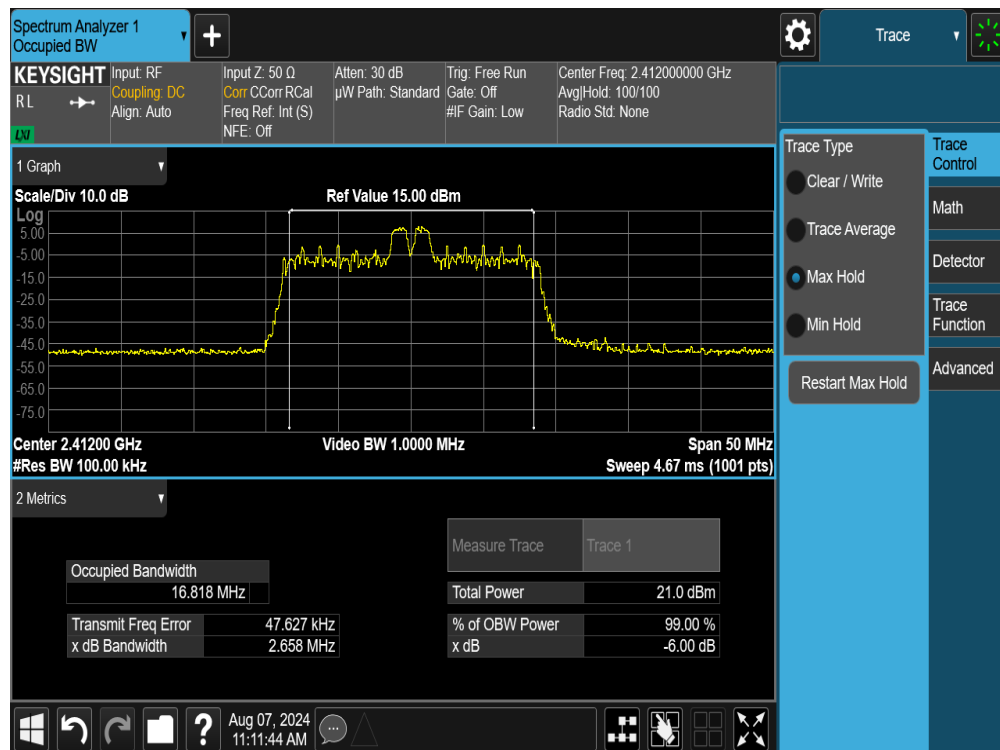 Spectrum Analyzer 1
Occupied BW
+
Trace
KEYSIGHT
RL
LXI
Input: RF
Coupling: DC
Align: Auto
Input Z: 50 Ω
Corr CCorr RCal
Freq Ref: Int (S)
NFE: Off
Atten: 30 dB
µW Path: Standard
Trig: Free Run
Gate: Off
#IF Gain: Low
Center Freq: 2.412000000 GHz
Avg|Hold: 100/100
Radio Std: None
1 Graph
Scale/Div 10.0 dB
Ref Value 15.00 dBm
Log
5.00
-5.00
-15.0
-25.0
-35.0
-45.0
-55.0
-65.0
-75.0
Center 2.41200 GHz
Video BW 1.0000 MHz
Span 50 MHz
#Res BW 100.00 kHz
Sweep 4.67 ms (1001 pts)
2 Metrics
Measure Trace
Trace 1
Occupied Bandwidth
16.818 MHz
Total Power
21.0 dBm
Transmit Freq Error
47.627 kHz
% of OBW Power
99.00 %
x dB Bandwidth
2.658 MHz
x dB
-6.00 dB
Trace Type
Clear / Write
Trace Average
Max Hold
Min Hold
Restart Max Hold
Trace
Control
Math
Detector
Trace
Function
Advanced
?
Aug 07, 2024
11:11:44 AM